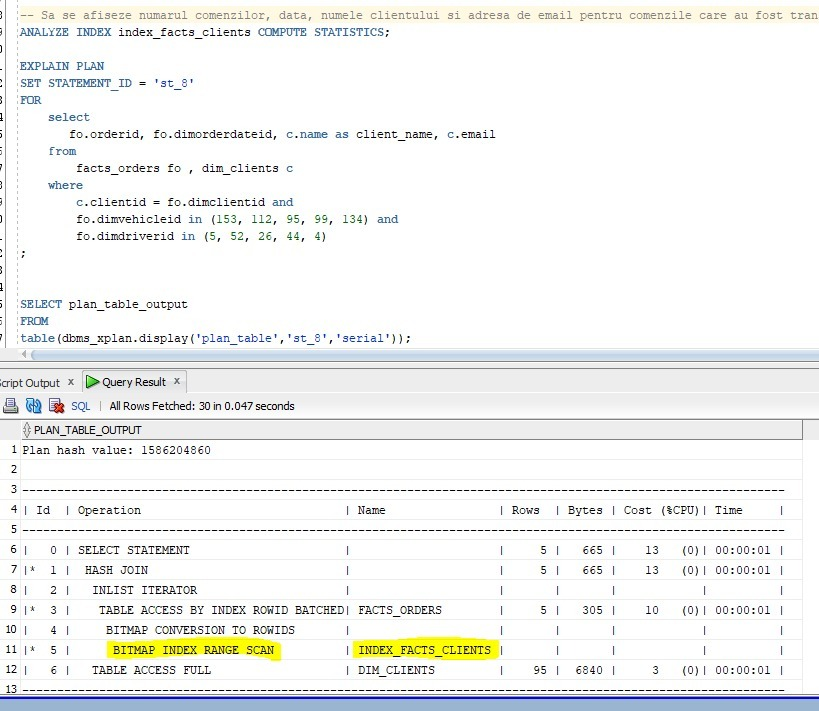 -- Sa se afiseze numarul comenzilor, data, numele clientului si adresa de email pentru comenzile care au fost tran
ANALYZE INDEX index_facts_clients COMPUTE STATISTICS;
EXPLAIN PLAN
SET STATEMENT_ID = 'st_8'
FOR
select
fo.orderid, fo.dimorderdateid, c.name as client_name, c.email
from
facts_orders fo , dim_clients c
where
c.clientid = fo.dimclientid and
fo.dimvehicleid in (153, 112, 95, 99, 134) and
fo.dimdriverid in (5, 52, 26, 44, 4)
;
SELECT plan_table_output
FROM
table(dbms_xplan.display('plan_table','st_8','serial'));
Script Output x Query Result x
SQL | All Rows Fetched: 30 in 0.047 seconds
PLAN_TABLE_OUTPUT
1 Plan hash value: 1586204860
2
3 ---------------------------------------------------------------------------------------------------------
4 | Id | Operation | Name | Rows | Bytes | Cost (%CPU)| Time |
5 ---------------------------------------------------------------------------------------------------------
6 | 0 | SELECT STATEMENT | | 5 | 665 | 13 (0)| 00:00:01 |
7 |* 1 | HASH JOIN | | 5 | 665 | 13 (0)| 00:00:01 |
8 | 2 | INLIST ITERATOR | | | | | |
9 |* 3 | TABLE ACCESS BY INDEX ROWID BATCHED| FACTS_ORDERS | 5 | 305 | 10 (0)| 00:00:01 |
10 | 4 | BITMAP CONVERSION TO ROWIDS | | | | | |
11 |* 5 | BITMAP INDEX RANGE SCAN | INDEX_FACTS_CLIENTS | | | | |
12 | 6 | TABLE ACCESS FULL | DIM_CLIENTS | 95 | 6840 | 3 (0)| 00:00:01 |
13 ---------------------------------------------------------------------------------------------------------